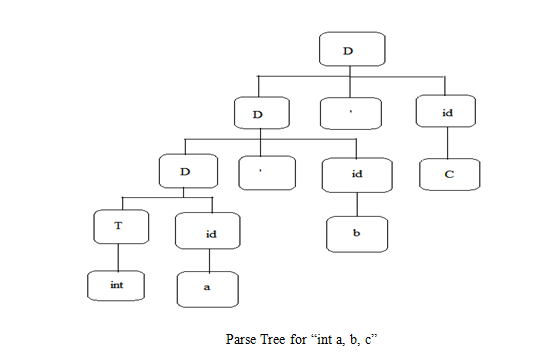 D
D , id
D , id C
T id b
int a
Parse Tree for “int a, b, c”